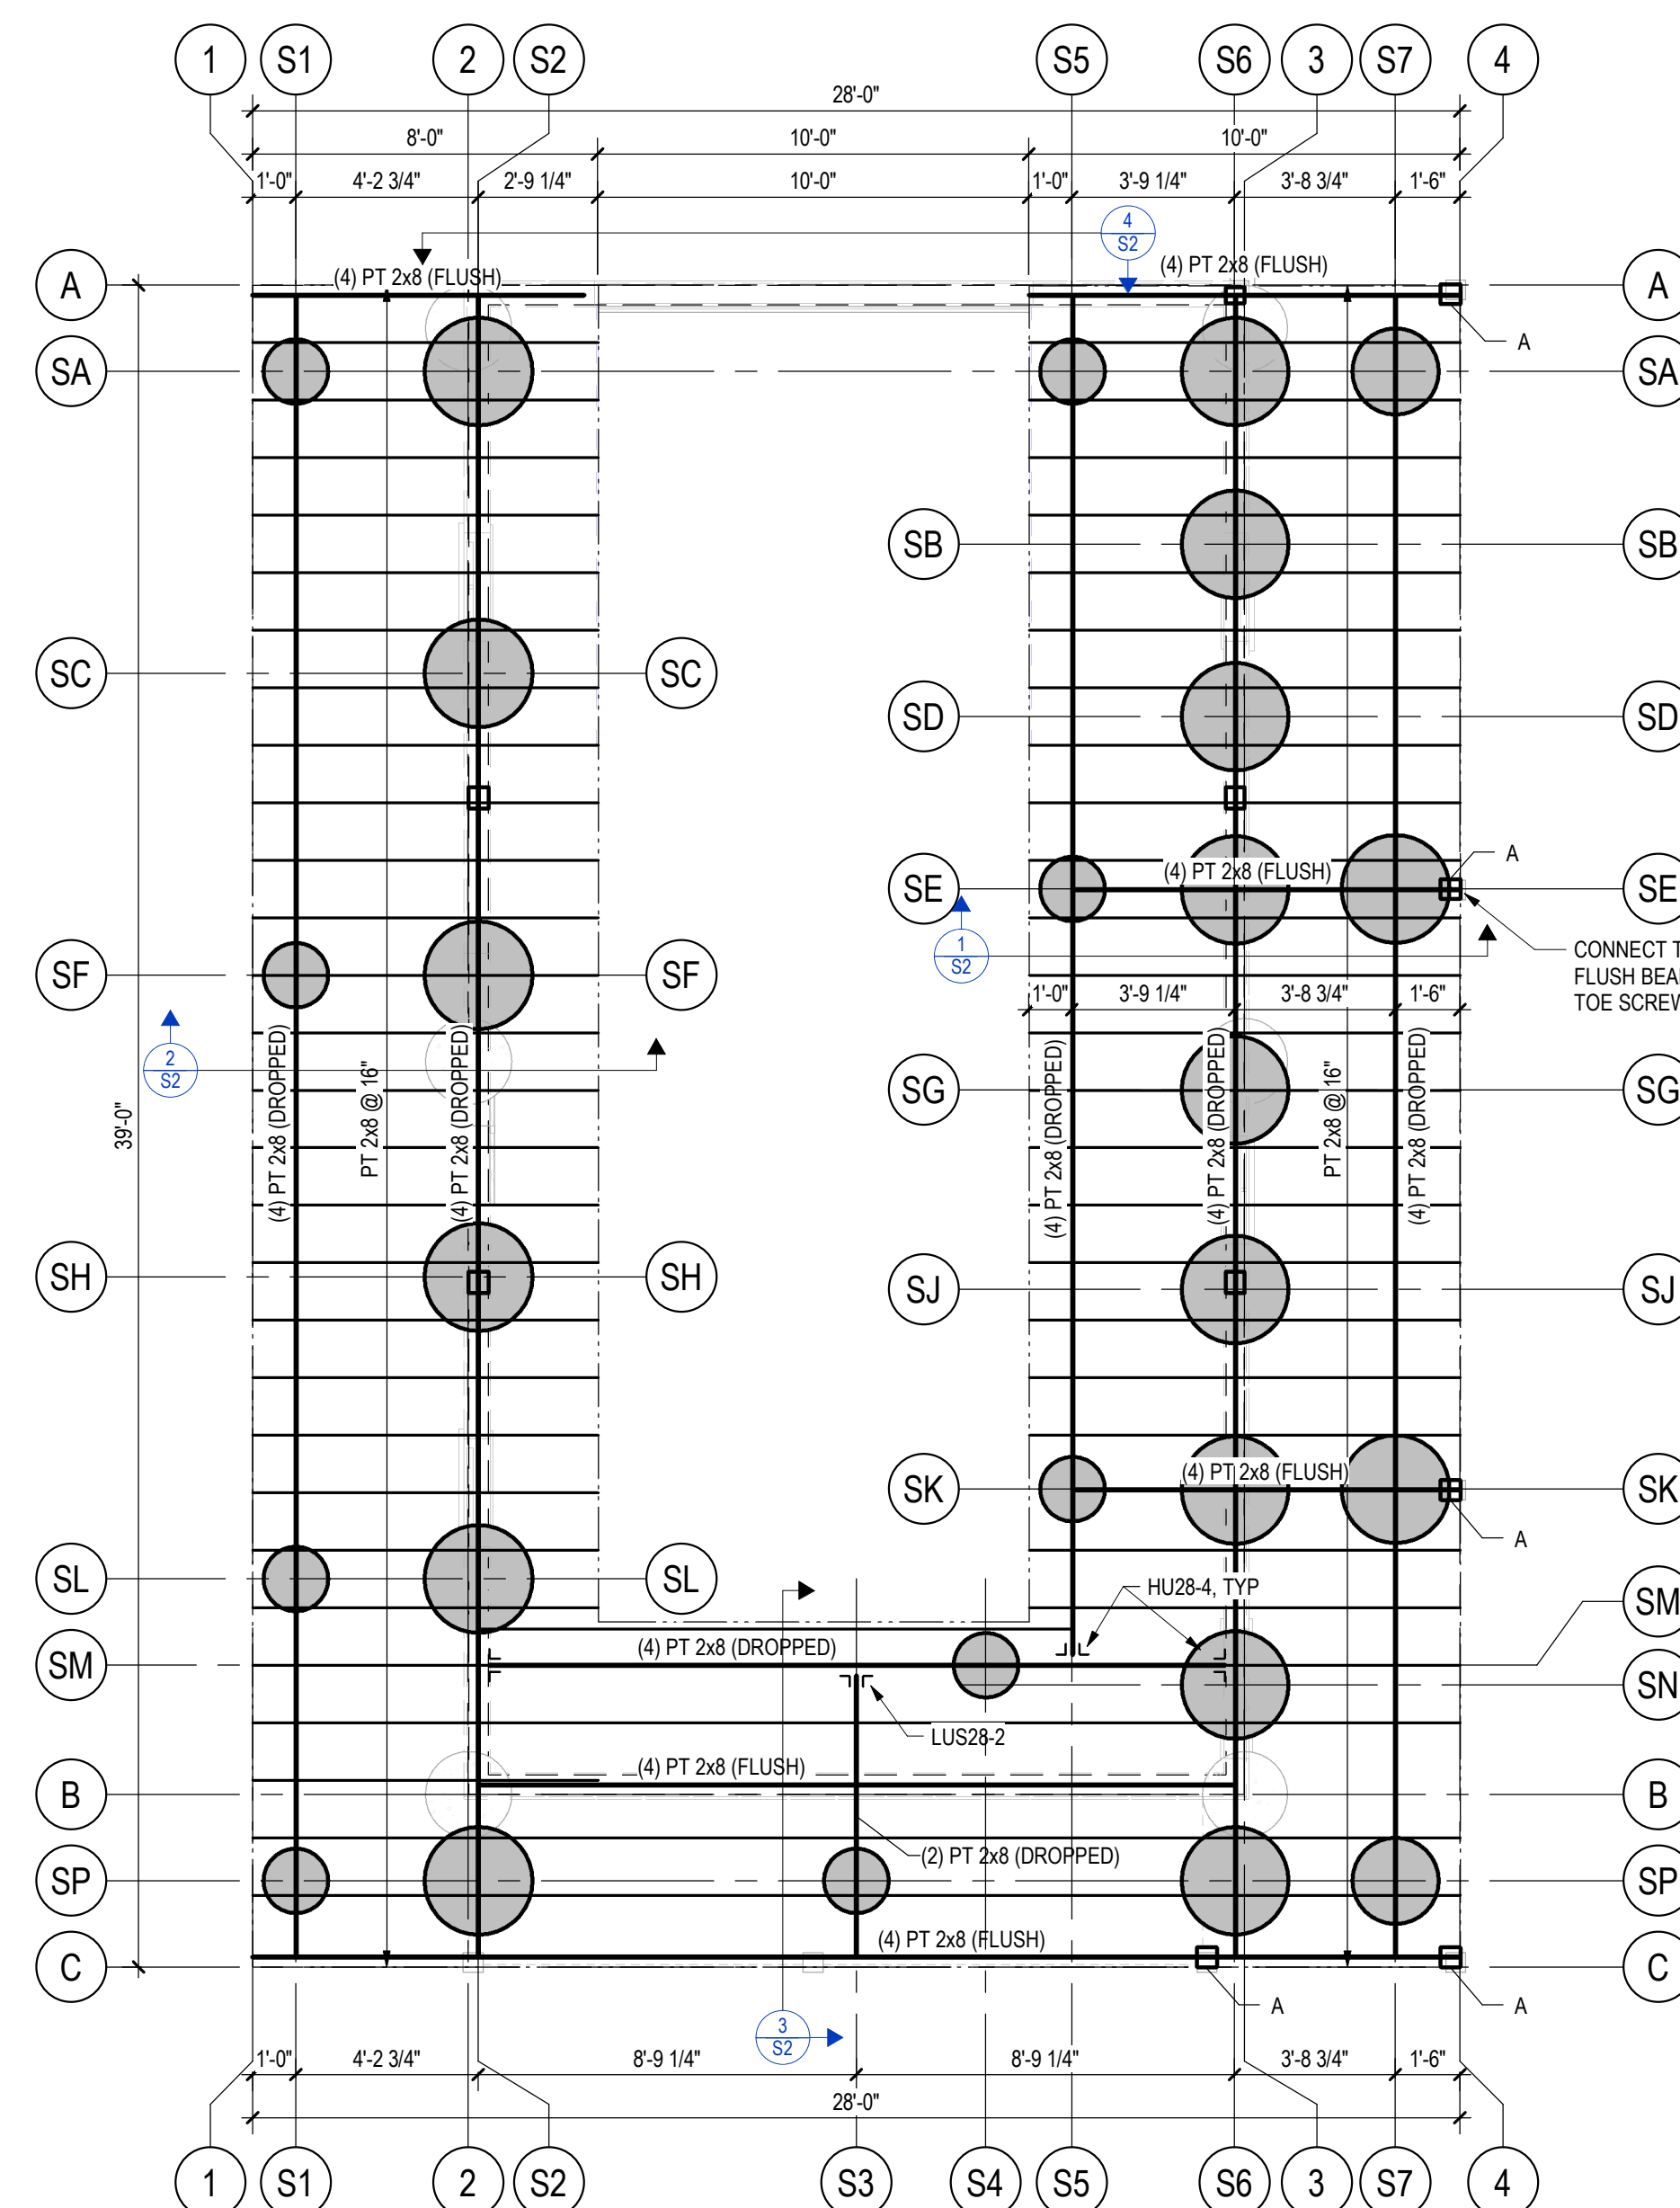 1 S1 2 S2 S5 S6 3 S7 4
28'-0"
8'-0" 10'-0" 10'-0"
1'-0" 4'-2 3/4" 2'-9 1/4" 10'-0" 1'-0" 3'-9 1/4" 3'-8 3/4" 1'-6"
4
S2
(4) PT 2x8 (FLUSH) (4) PT 2x8 (FLUSH)
A A
A
SA SA
SB SB
SC SC
SD SD
A
(4) PT 2x8 (FLUSH)
SE SE
1
S2
CONNECT
FLUSH
TOE
SF SF
1'-0" 3'-9 1/4" 3'-8 3/4" 1'-6"
2
S2
SG SG
39'-0"
(4) PT 2x8 (DROPPED)
PT 2x8 @ 16"
(4) PT 2x8 (DROPPED)
(4) PT 2x8 (DROPPED)
(4) PT 2x8 (DROPPED)
PT 2x8 @ 16"
(4) PT 2x8 (DROPPED)
SH SH
SJ SJ
(4) PT 2x8 (FLUSH)
SK SK
A
SL SL
HU28-4, TYP
SM
(4) PT 2x8 (DROPPED)
SM
SN
LUS28-2
(4) PT 2x8 (FLUSH)
B B
(2) PT 2x8 (DROPPED)
SP SP
(4) PT 2x8 (FLUSH)
C C
A A
3
S2
1'-0" 4'-2 3/4" 8'-9 1/4" 8'-9 1/4" 3'-8 3/4" 1'-6"
28'-0"
1 S1 2 S2 S3 S4 S5 S6 3 S7 4